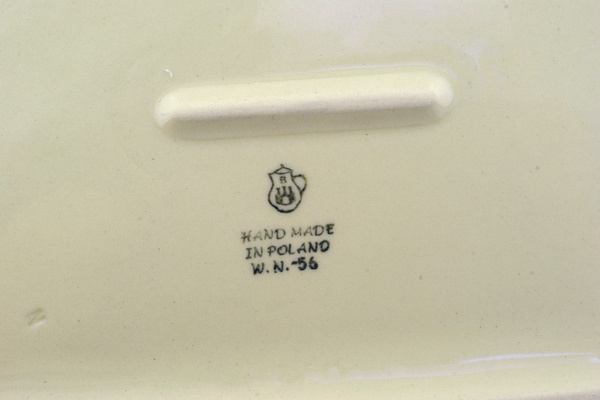 B
HAND MADE
IN POLAND
W.N.-56